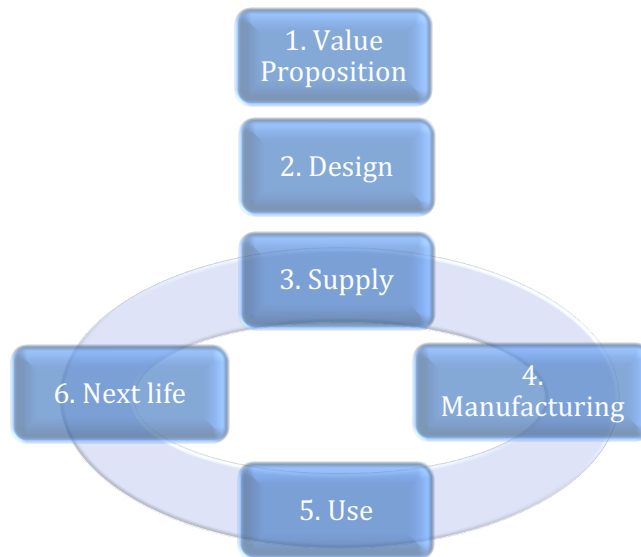 1. Value
Proposition
2. Design
3. Supply
4.
Manufacturing
5. Use
6. Next life